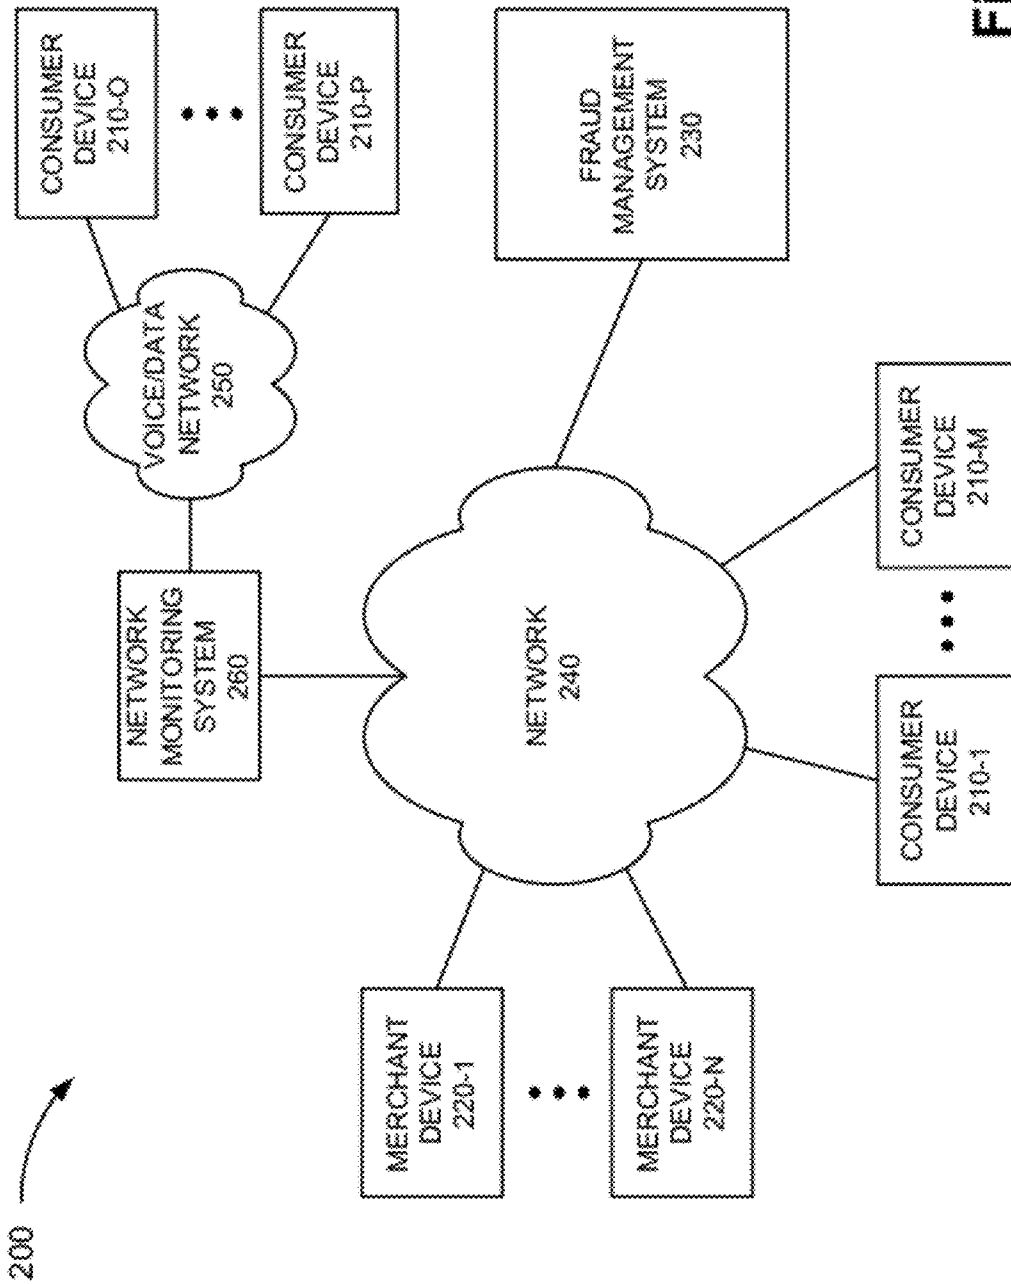 200
NETWORK
MONITORING
SYSTEM
260
VOICE/DATA
NETWORK
250
CONSUMER
DEVICE
210-O
CONSUMER
DEVICE
210-P
MERCHANT
DEVICE
220-1
MERCHANT
DEVICE
220-N
NETWORK
240
FRAUD
MANAGEMENT
SYSTEM
230
CONSUMER
DEVICE
210-1
CONSUMER
DEVICE
210-M